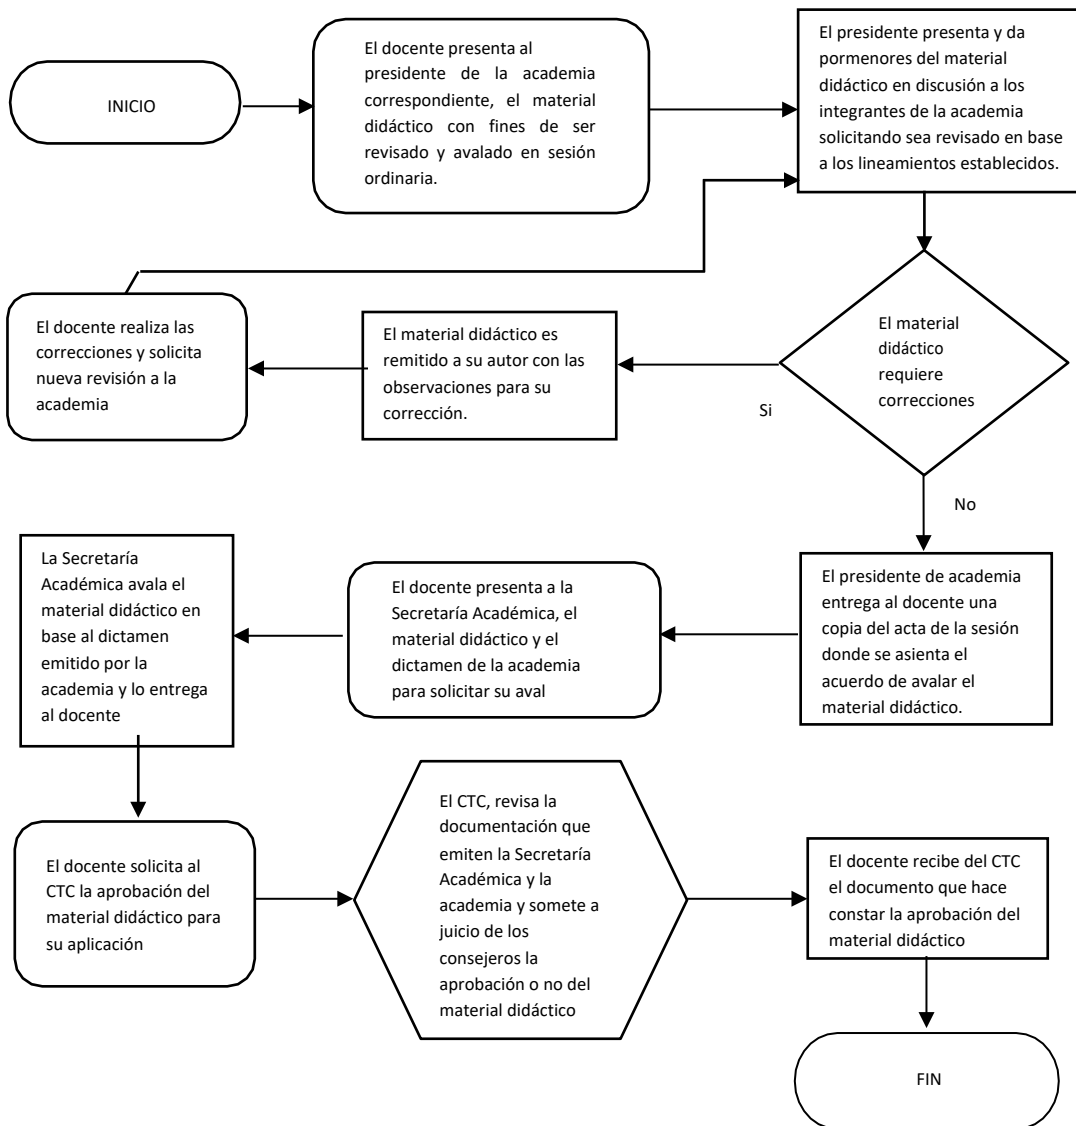 INICIO
El docente presenta al
presidente de la academia
correspondiente, el material
didáctico con fines de ser
revisado y avalado en sesión
ordinaria.
El presidente presenta y da
pormenores del material
didáctico en discusión a los
integrantes de la academia
solicitando sea revisado en base
a los lineamientos establecidos.
El material
didáctico
requiere
correcciones
Si
El material didáctico es
remitido a su autor con las
observaciones para su
corrección.
El docente realiza las
correcciones y solicita
nueva revisión a la
academia
No
El presidente de academia
entrega al docente una
copia del acta de la sesión
donde se asienta el
acuerdo de avalar el
material didáctico.
El docente presenta a la
Secretaría Académica, el
material didáctico y el
dictamen de la academia
para solicitar su aval
La Secretaría
Académica avala el
material didáctico en
base al dictamen
emitido por la
academia y lo entrega
al docente
El docente solicita al
CTC la aprobación del
material didáctico para
su aplicación
El CTC, revisa la
documentación que
emiten la Secretaría
Académica y la
academia y somete a
juicio de los
consejeros la
aprobación o no del
material didáctico
El docente recibe del CTC
el documento que hace
constar la aprobación del
material didáctico
FIN